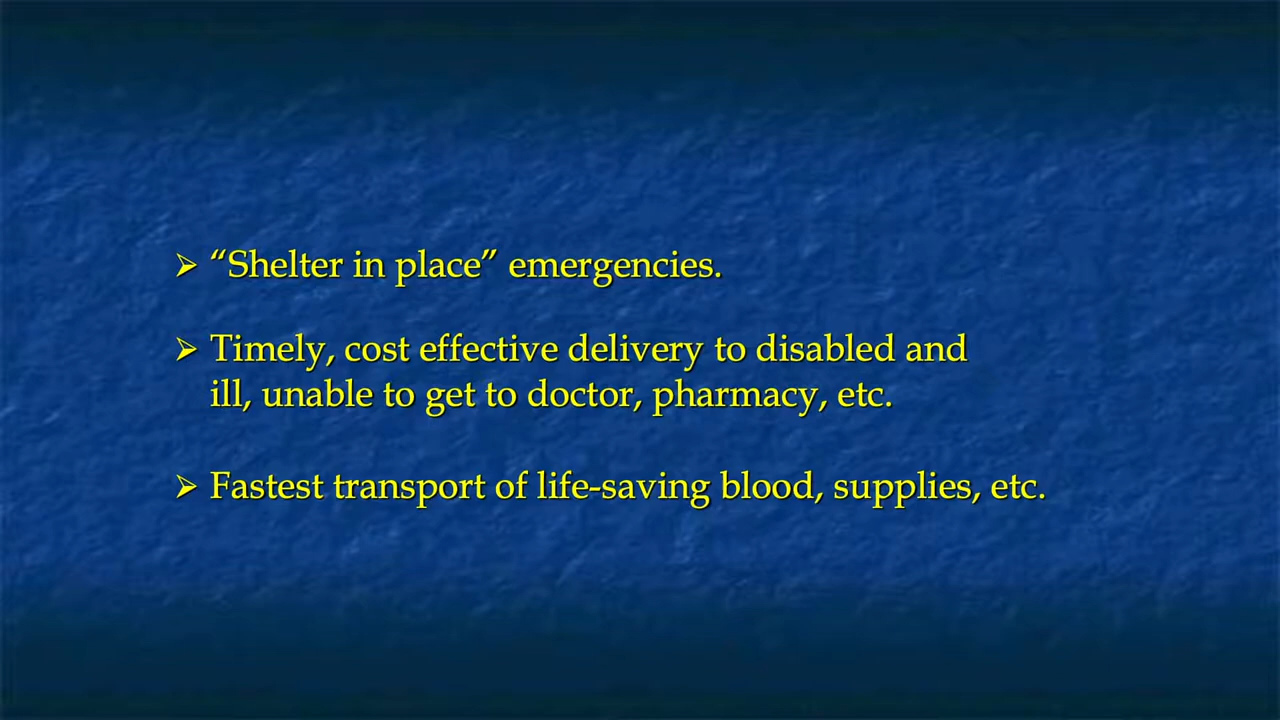 ➢ “Shelter in place” emergencies.
➢ Timely, cost effective delivery to disabled and
ill, unable to get to doctor, pharmacy, etc.
➢ Fastest transport of life-saving blood, supplies, etc.